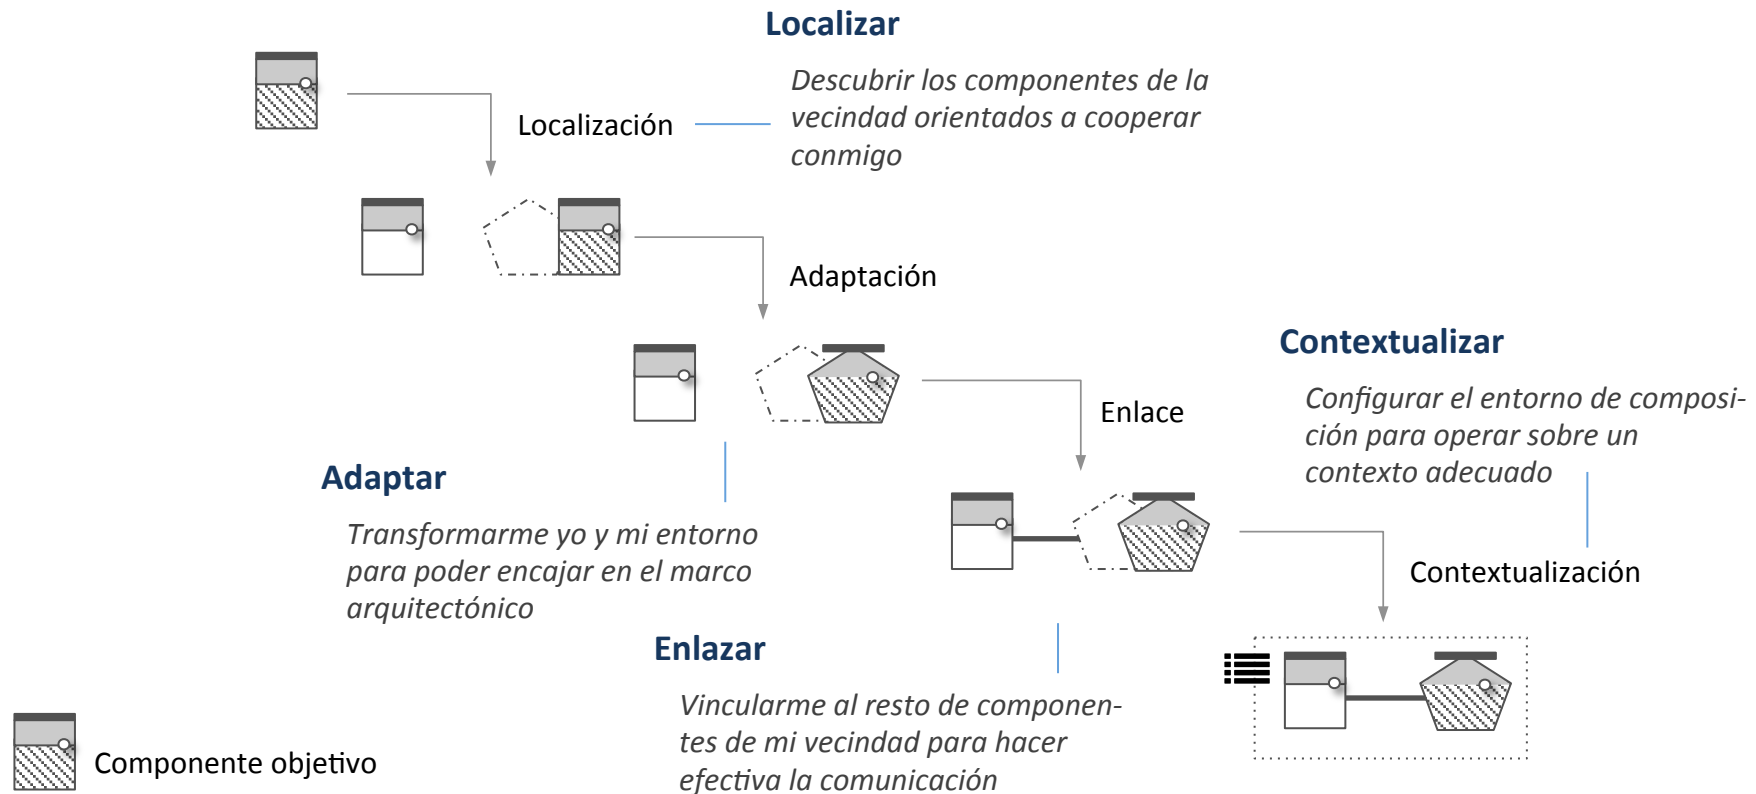 Localizar
Descubrir los componentes de la
vecindad orientados a cooperar
conmigo
Localización
Adaptación
Contextualizar
Configurar el entorno de composi-
ción para operar sobre un
contexto adecuado
Enlace
Adaptar
Transformarme yo y mi entorno
para poder encajar en el marco
arquitectónico
Contextualización
Enlazar
Vincularme al resto de componen-
tes de mi vecindad para hacer
efectiva la comunicación
Componente objetivo